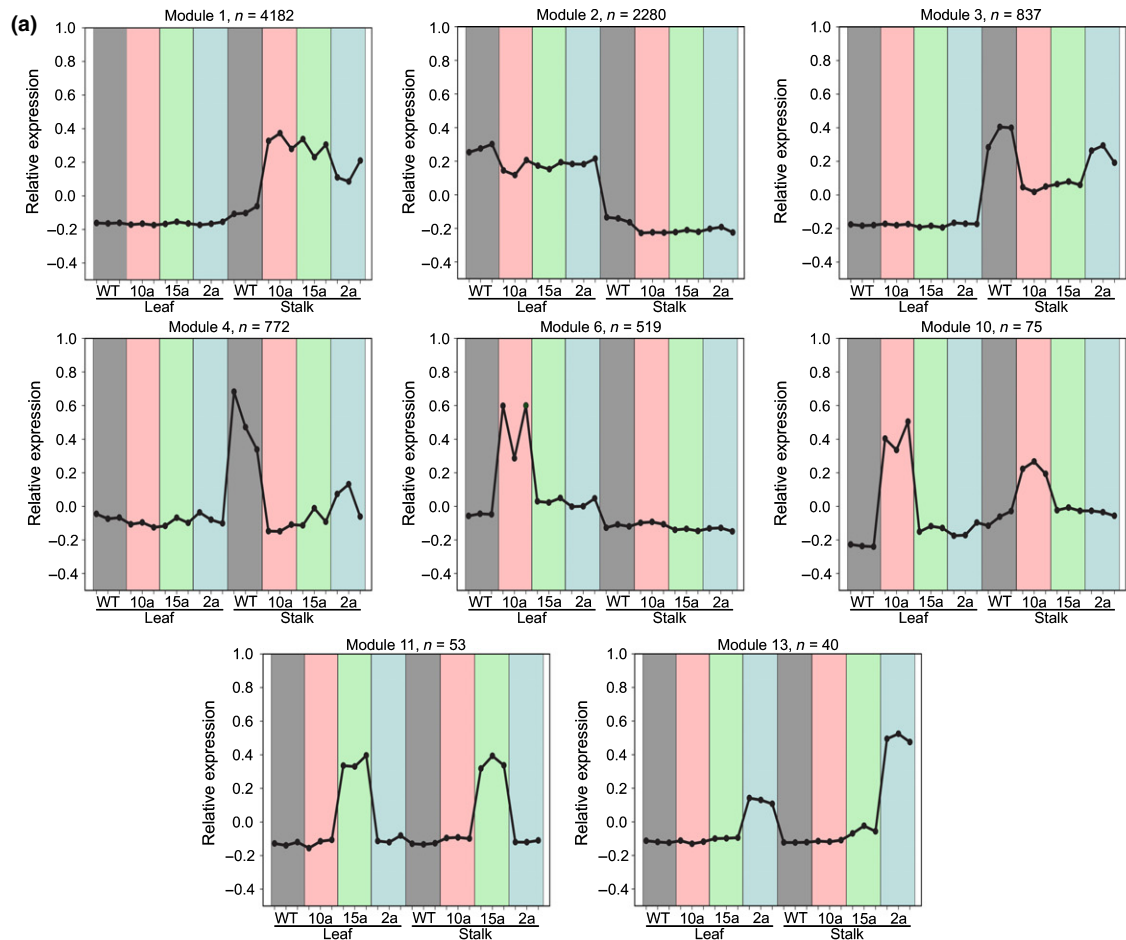 (a)
Module 1, n = 4182
Relative expression
1.0
0.8
0.6
0.4
0.2
0.0
−0.2
−0.4
WT 10a 15a 2a WT 10a 15a 2a
Leaf Stalk
Module 2, n = 2280
Relative expression
1.0
0.8
0.6
0.4
0.2
0.0
−0.2
−0.4
WT 10a 15a 2a WT 10a 15a 2a
Leaf Stalk
Module 3, n = 837
Relative expression
1.0
0.8
0.6
0.4
0.2
0.0
−0.2
−0.4
WT 10a 15a 2a WT 10a 15a 2a
Leaf Stalk
Module 4, n = 772
Relative expression
1.0
0.8
0.6
0.4
0.2
0.0
−0.2
−0.4
WT 10a 15a 2a WT 10a 15a 2a
Leaf Stalk
Module 6, n = 519
Relative expression
1.0
0.8
0.6
0.4
0.2
0.0
−0.2
−0.4
WT 10a 15a 2a WT 10a 15a 2a
Leaf Stalk
Module 10, n = 75
Relative expression
1.0
0.8
0.6
0.4
0.2
0.0
−0.2
−0.4
WT 10a 15a 2a WT 10a 15a 2a
Leaf Stalk
Module 11, n = 53
Relative expression
1.0
0.8
0.6
0.4
0.2
0.0
−0.2
−0.4
WT 10a 15a 2a WT 10a 15a 2a
Leaf Stalk
Module 13, n = 40
Relative expression
1.0
0.8
0.6
0.4
0.2
0.0
−0.2
−0.4
WT 10a 15a 2a WT 10a 15a 2a
Leaf Stalk